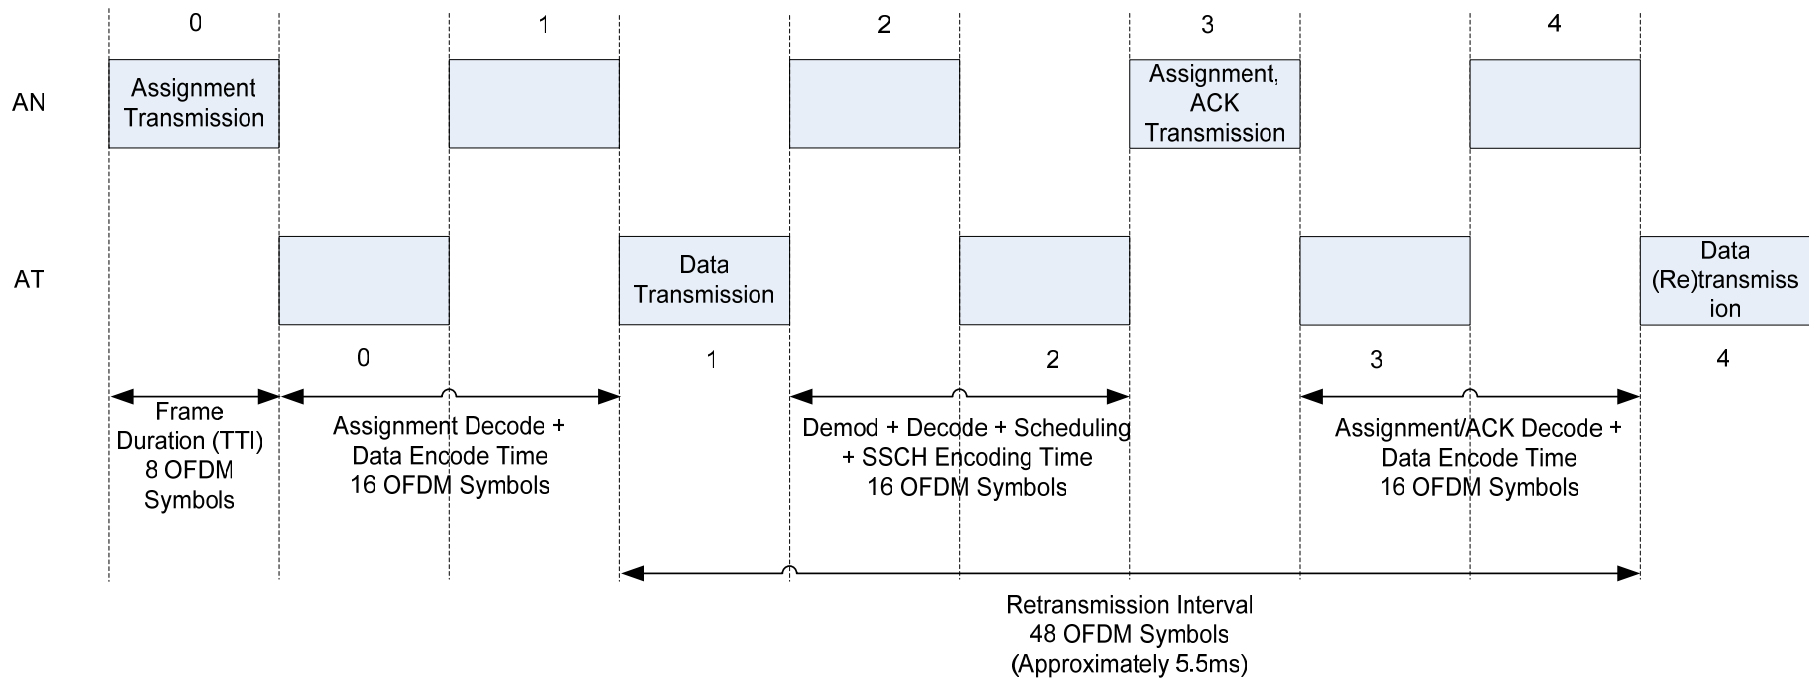 0
1
2
3
4
AN
Assignment
Transmission
Assignment,
ACK
Transmission
AT
Data
Transmission
Data
(Re)transmiss
ion
0
1
2
3
4
Frame
Duration (TTI)
8 OFDM
Symbols
Assignment Decode +
Data Encode Time
16 OFDM Symbols
Demod + Decode + Scheduling
+ SSCH Encoding Time
16 OFDM Symbols
Assignment/ACK Decode +
Data Encode Time
16 OFDM Symbols
Retransmission Interval
48 OFDM Symbols
(Approximately 5.5ms)